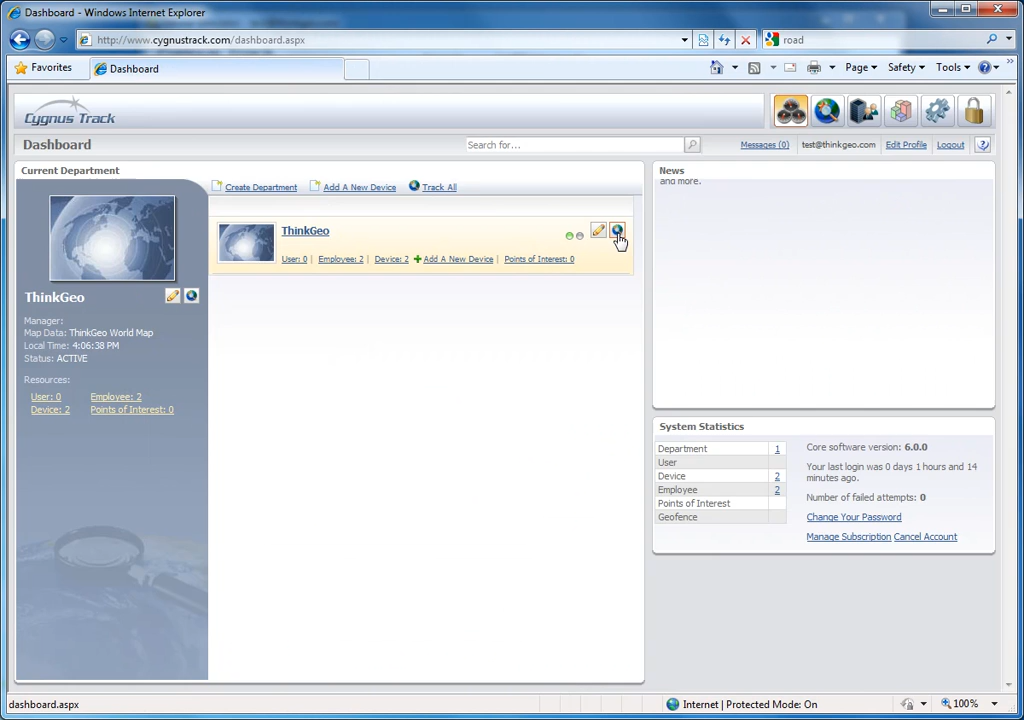 Dashboard - Windows Internet Explorer
http://www.cygnustrack.com/dashboard.aspx
road
Favorites
Dashboard
Page
Safety
Tools
Cygnus Track
Dashboard
Search for...
Messages (0)
test@thinkgeo.com
Edit Profile
Logout
Current Department
ThinkGeo
Manager:
Map Data: ThinkGeo World Map
Local Time: 4:06:38 PM
Status: ACTIVE
Resources:
User: 0
Employee: 2
Device: 2
Points of Interest: 0
Create Department
Add A New Device
Track All
ThinkGeo
User: 0 | Employee: 2 | Device: 2 Add A New Device | Points of Interest: 0
News
and more.
System Statistics
Department 1
User
Device 2
Employee 2
Points of Interest
Geofence
Core software version: 6.0.0
Your last login was 0 days 1 hours and 14
minutes ago.
Number of failed attempts: 0
Change Your Password
Manage Subscription Cancel Account
dashboard.aspx
Internet | Protected Mode: On
100%